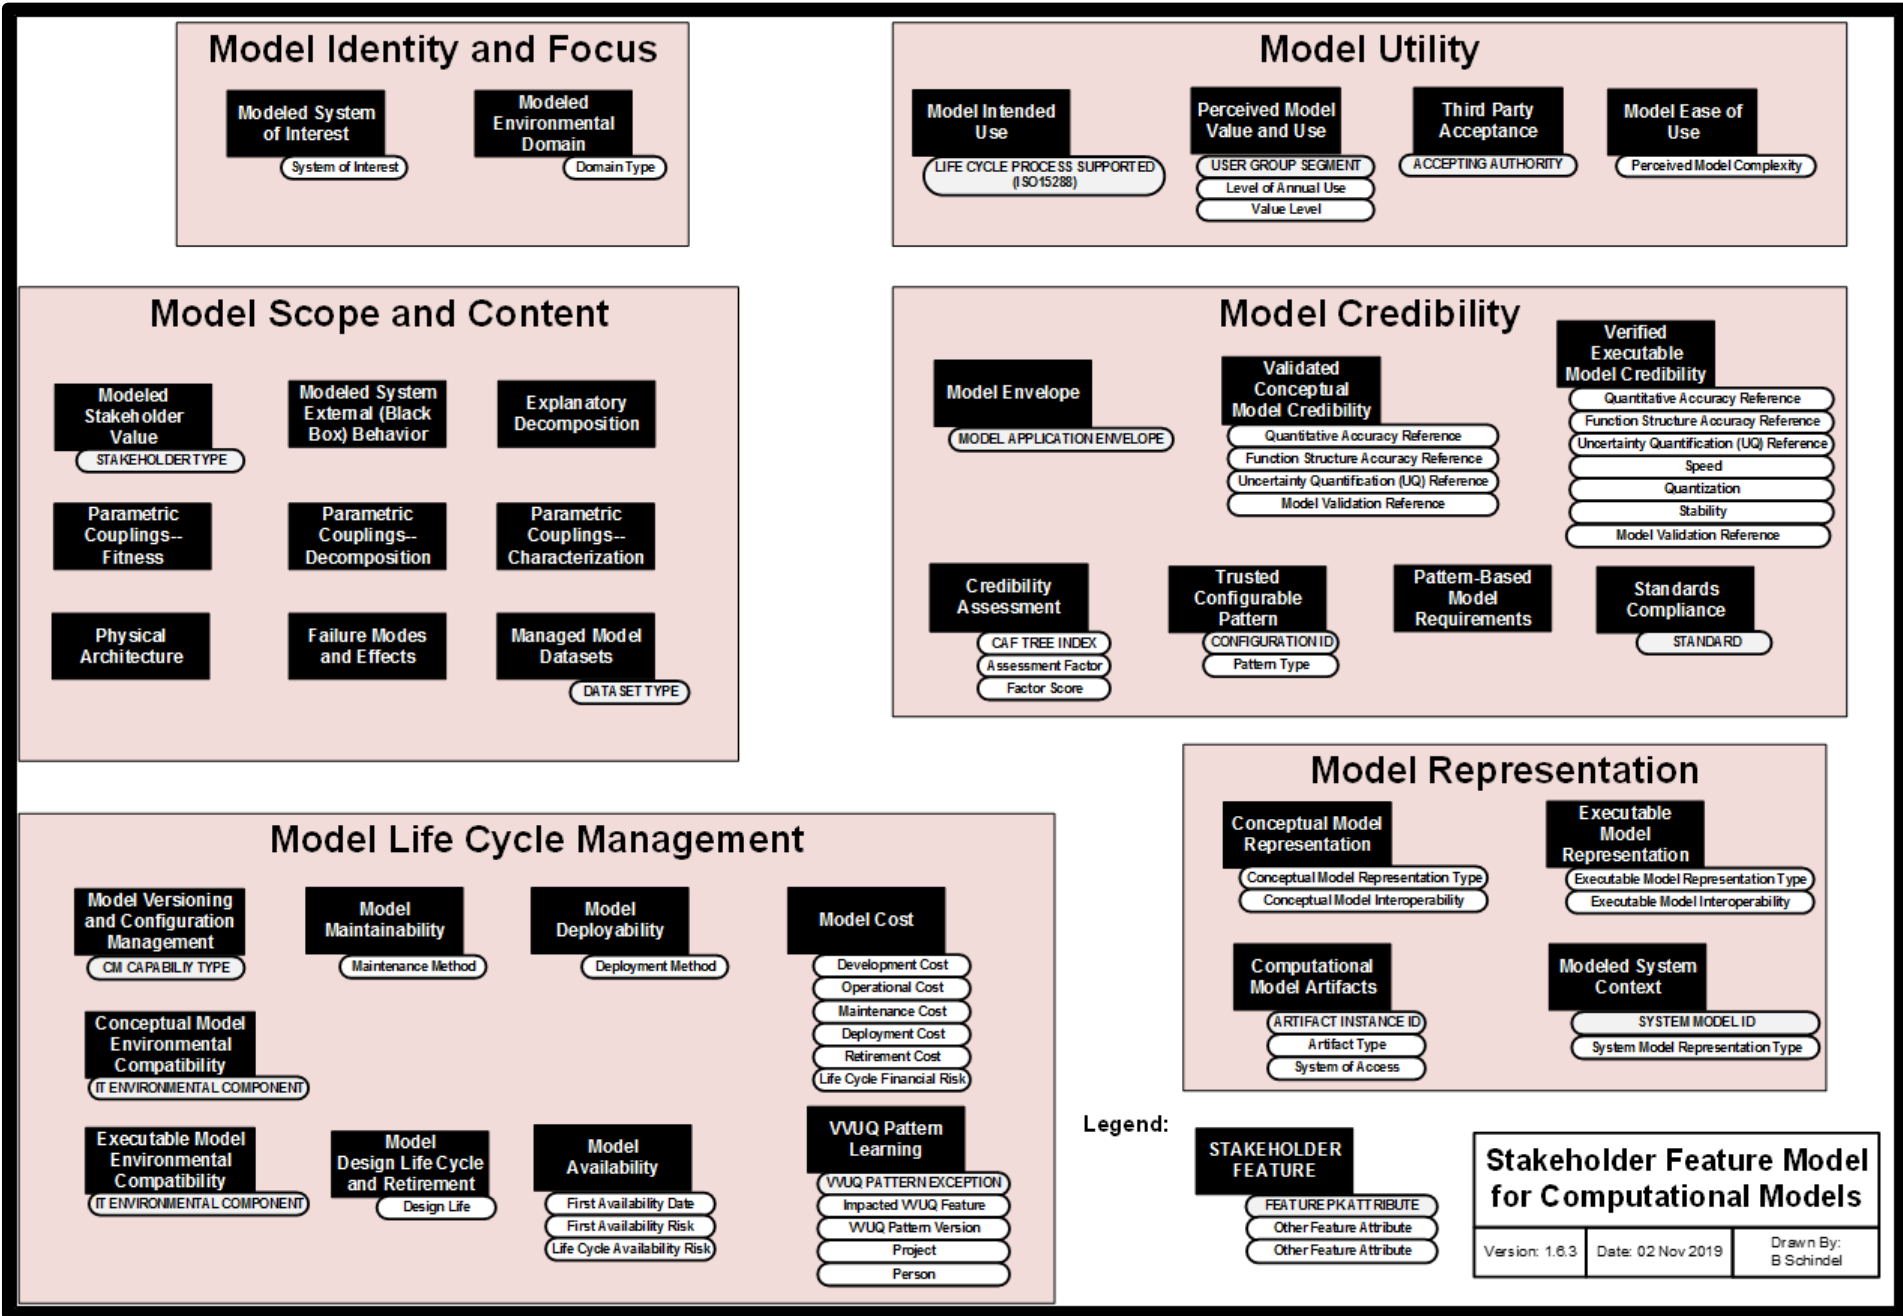 Model Identity and Focus
Modeled System
of Interest
System of Interest
Modeled
Environmental
Domain
Domain Type
Model Utility
Model Intended
Use
LIFE CYCLE PROCESS SUPPORTED
(ISO15288)
Perceived Model
Value and Use
USER GROUP SEGMENT
Level of Annual Use
Value Level
Third Party
Acceptance
ACCEPTING AUTHORITY
Model Ease of
Use
Perceived Model Complexity
Model Scope and Content
Modeled
Stakeholder
Value
STAKEHOLDER TYPE
Modeled System
External (Black
Box) Behavior
Explanatory
Decomposition
Parametric
Couplings--
Fitness
Parametric
Couplings--
Decomposition
Parametric
Couplings--
Characterization
Physical
Architecture
Failure Modes
and Effects
Managed Model
Datasets
DATASET TYPE
Model Credibility
Model Envelope
MODEL APPLICATION ENVELOPE
Validated
Conceptual
Model Credibility
Quantitative Accuracy Reference
Function Structure Accuracy Reference
Uncertainty Quantification (UQ) Reference
Model Validation Reference
Verified
Executable
Model Credibility
Quantitative Accuracy Reference
Function Structure Accuracy Reference
Uncertainty Quantification (UQ) Reference
Speed
Quantization
Stability
Model Validation Reference
Credibility
Assessment
CAF TREE INDEX
Assessment Factor
Factor Score
Trusted
Configurable
Pattern
CONFIGURATION ID
Pattern Type
Pattern-Based
Model
Requirements
Standards
Compliance
STANDARD
Model Life Cycle Management
Model Versioning
and Configuration
Management
CM CAPABILIY TYPE
Model
Maintainability
Maintenance Method
Model
Deployability
Deployment Method
Model Cost
Development Cost
Operational Cost
Maintenance Cost
Deployment Cost
Retirement Cost
Life Cycle Financial Risk
Conceptual Model
Environmental
Compatibility
IT ENVIRONMENTAL COMPONENT
Executable Model
Environmental
Compatibility
IT ENVIRONMENTAL COMPONENT
Model
Design Life Cycle
and Retirement
Design Life
Model
Availability
First Availability Date
First Availability Risk
Life Cycle Availability Risk
VVUQ Pattern
Learning
VVUQ PATTERN EXCEPTION
Impacted VVUQ Feature
VVUQ Pattern Version
Project
Person
Model Representation
Conceptual Model
Representation
Conceptual Model Representation Type
Conceptual Model Interoperability
Executable
Model
Representation
Executable Model Representation Type
Executable Model Interoperability
Computational
Model Artifacts
ARTIFACT INSTANCE ID
Artifact Type
System of Access
Modeled System
Context
SYSTEM MODEL ID
System Model Representation Type
Legend:
STAKEHOLDER
FEATURE
FEATURE PK ATTRIBUTE
Other Feature Attribute
Other Feature Attribute
Stakeholder Feature Model
for Computational Models
Version: 1.6.3
Date: 02 Nov 2019
Drawn By:
B Schindel